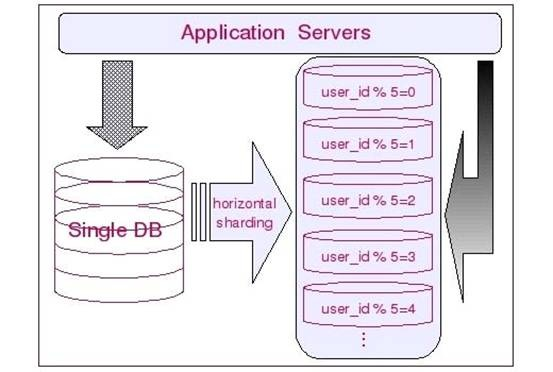 Application Servers
user_id % 5=0
user_id % 5=1
Single DB
horizontal
sharding
user_id % 5=2
user_id % 5=3
user_id % 5=4